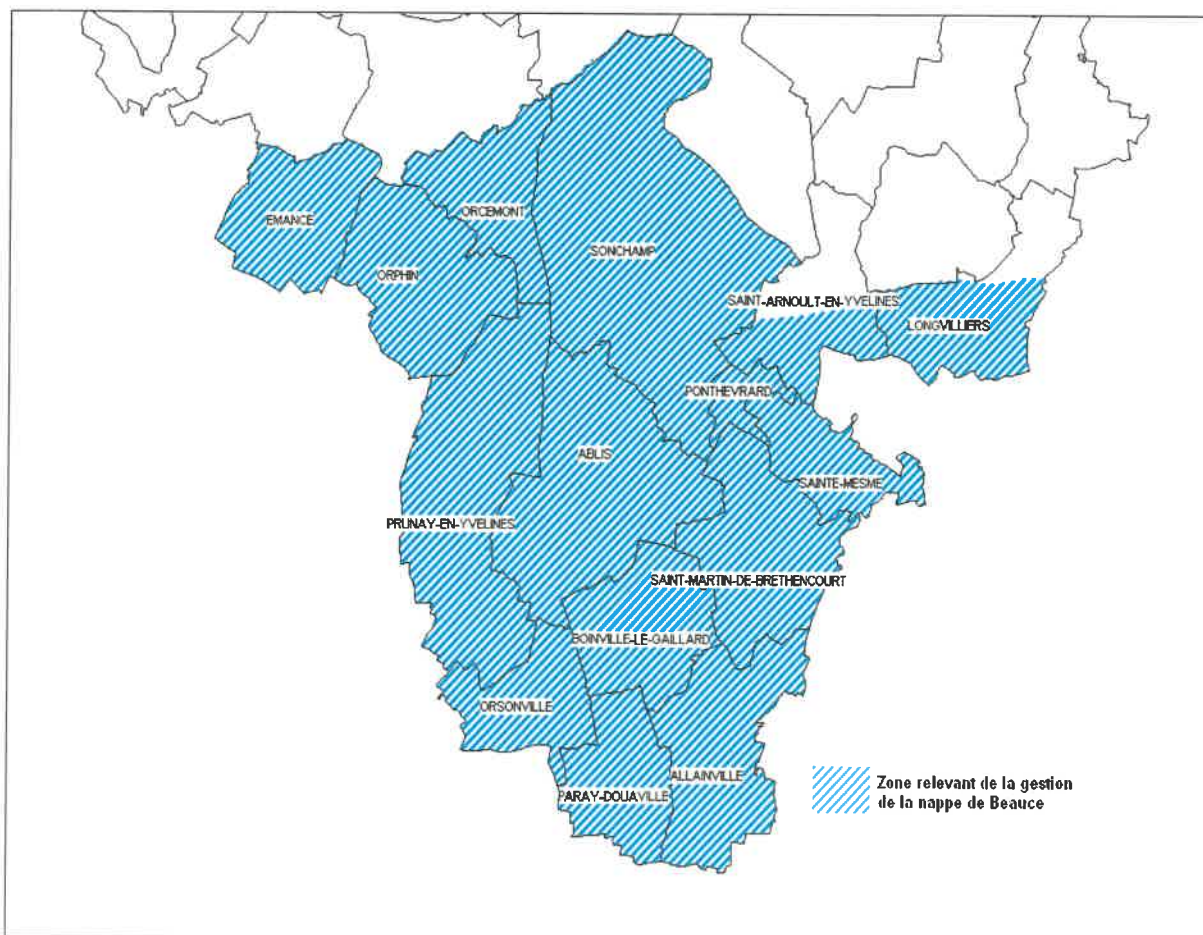 EMANCE
ORCEMONT
SONCHAMP
ORPHIN
SAINT-ARNOULT-EN-YVELINES
LONGVILLIERS
PONTHEVRARD
ABLIS
SAINTE-MESME
PRUNAY-EN-YVELINES
SAINT-MARTIN-DE-BRETHENCOURT
BOINVILLE-LE-GAILLARD
ORSONVILLE
ALLAINVILLE
PARAY-DOUAVILLE
Zone relevant de la gestion
de la nappe de Beauce